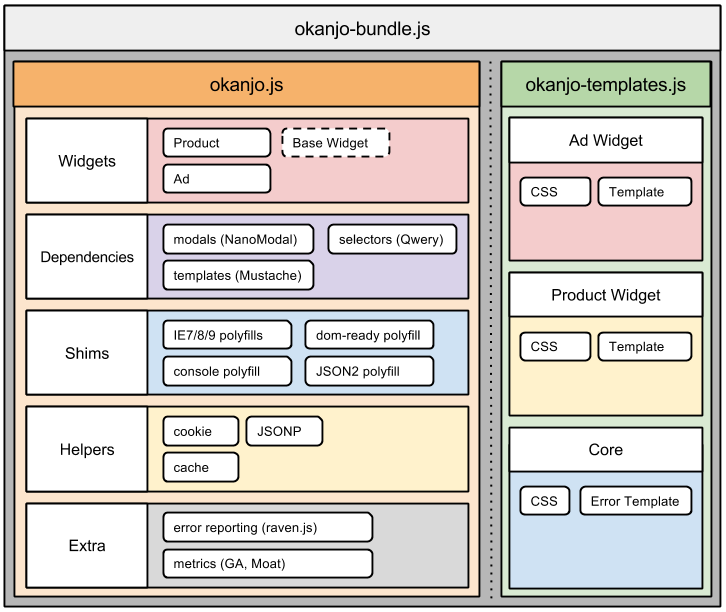 okanjo-bundle.js
okanjo.js
Widgets
Product
Base Widget
Ad
Dependencies
modals (NanoModal)
selectors (Qwery)
templates (Mustache)
Shims
IE7/8/9 polyfills
dom-ready polyfill
console polyfill
JSON2 polyfill
Helpers
cookie
JSONP
cache
Extra
error reporting (raven.js)
metrics (GA, Moat)
okanjo-templates.js
Ad Widget
CSS
Template
Product Widget
CSS
Template
Core
CSS
Error Template